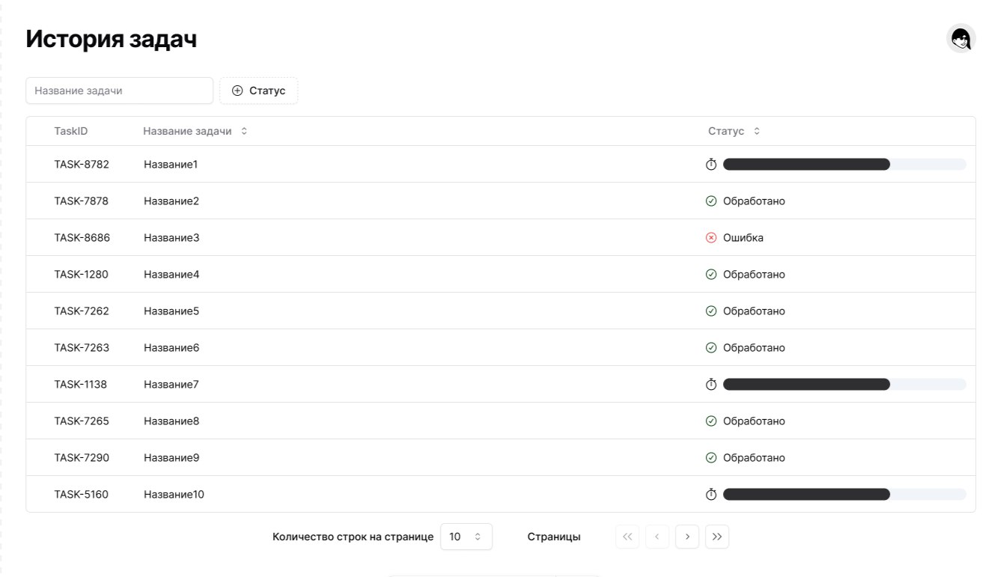 История задач
Название задачи Статус
TaskID Название задачи Статус
TASK-8782 Название1
TASK-7878 Название2 Обработано
TASK-8686 Название3 Ошибка
TASK-1280 Название4 Обработано
TASK-7262 Название5 Обработано
TASK-7263 Название6 Обработано
TASK-1138 Название7
TASK-7265 Название8 Обработано
TASK-7290 Название9 Обработано
TASK-5160 Название10
Количество строк на странице 10 Страницы